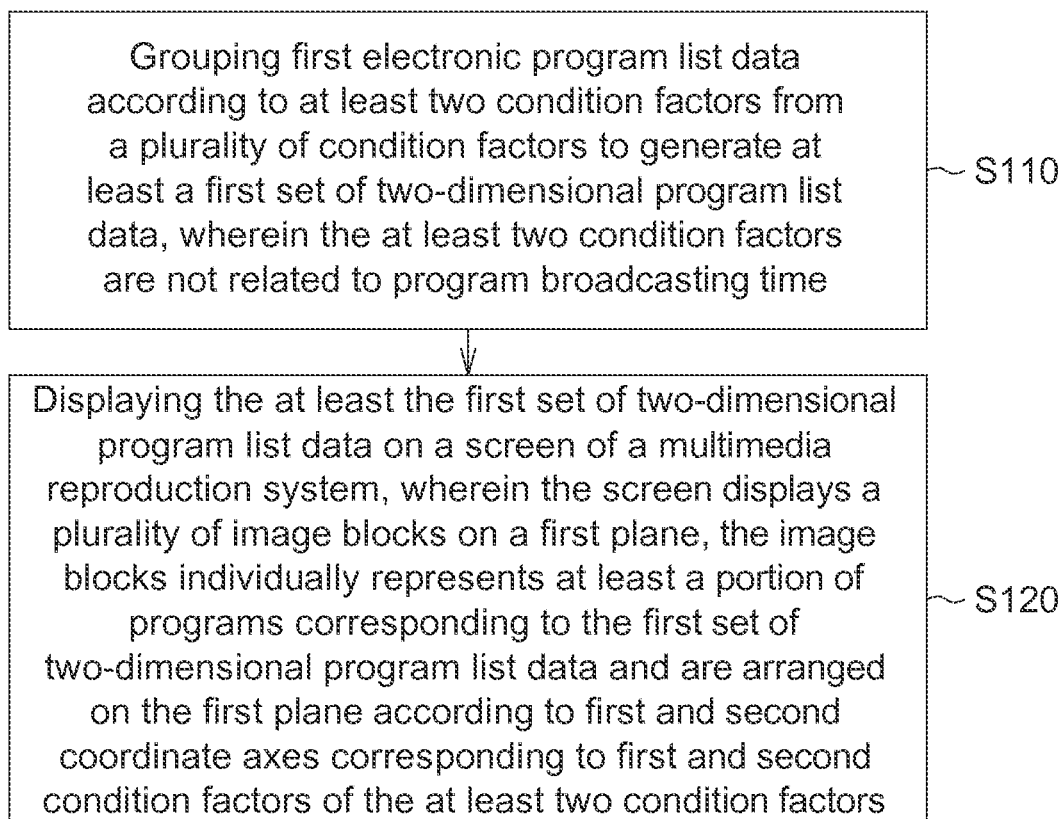 Grouping first electronic program list data
according to at least two condition factors from
a plurality of condition factors to generate at
least a first set of two-dimensional program list
data, wherein the at least two condition factors
are not related to program broadcasting time
S110
Displaying the at least the first set of two-dimensional
program list data on a screen of a multimedia
reproduction system, wherein the screen displays a
plurality of image blocks on a first plane, the image
blocks individually represents at least a portion of
programs corresponding to the first set of
two-dimensional program list data and are arranged
on the first plane according to first and second
coordinate axes corresponding to first and second
condition factors of the at least two condition factors
S120